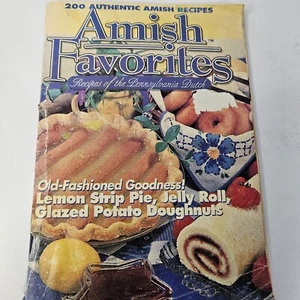 200 AUTHENTIC AMISH RECIPES
Amish
Favorites
TM
Recipes of the Pennsylvania Dutch
Old-Fashioned Goodness!
Lemon Strip Pie, Jelly Roll,
Glazed Potato Doughnuts